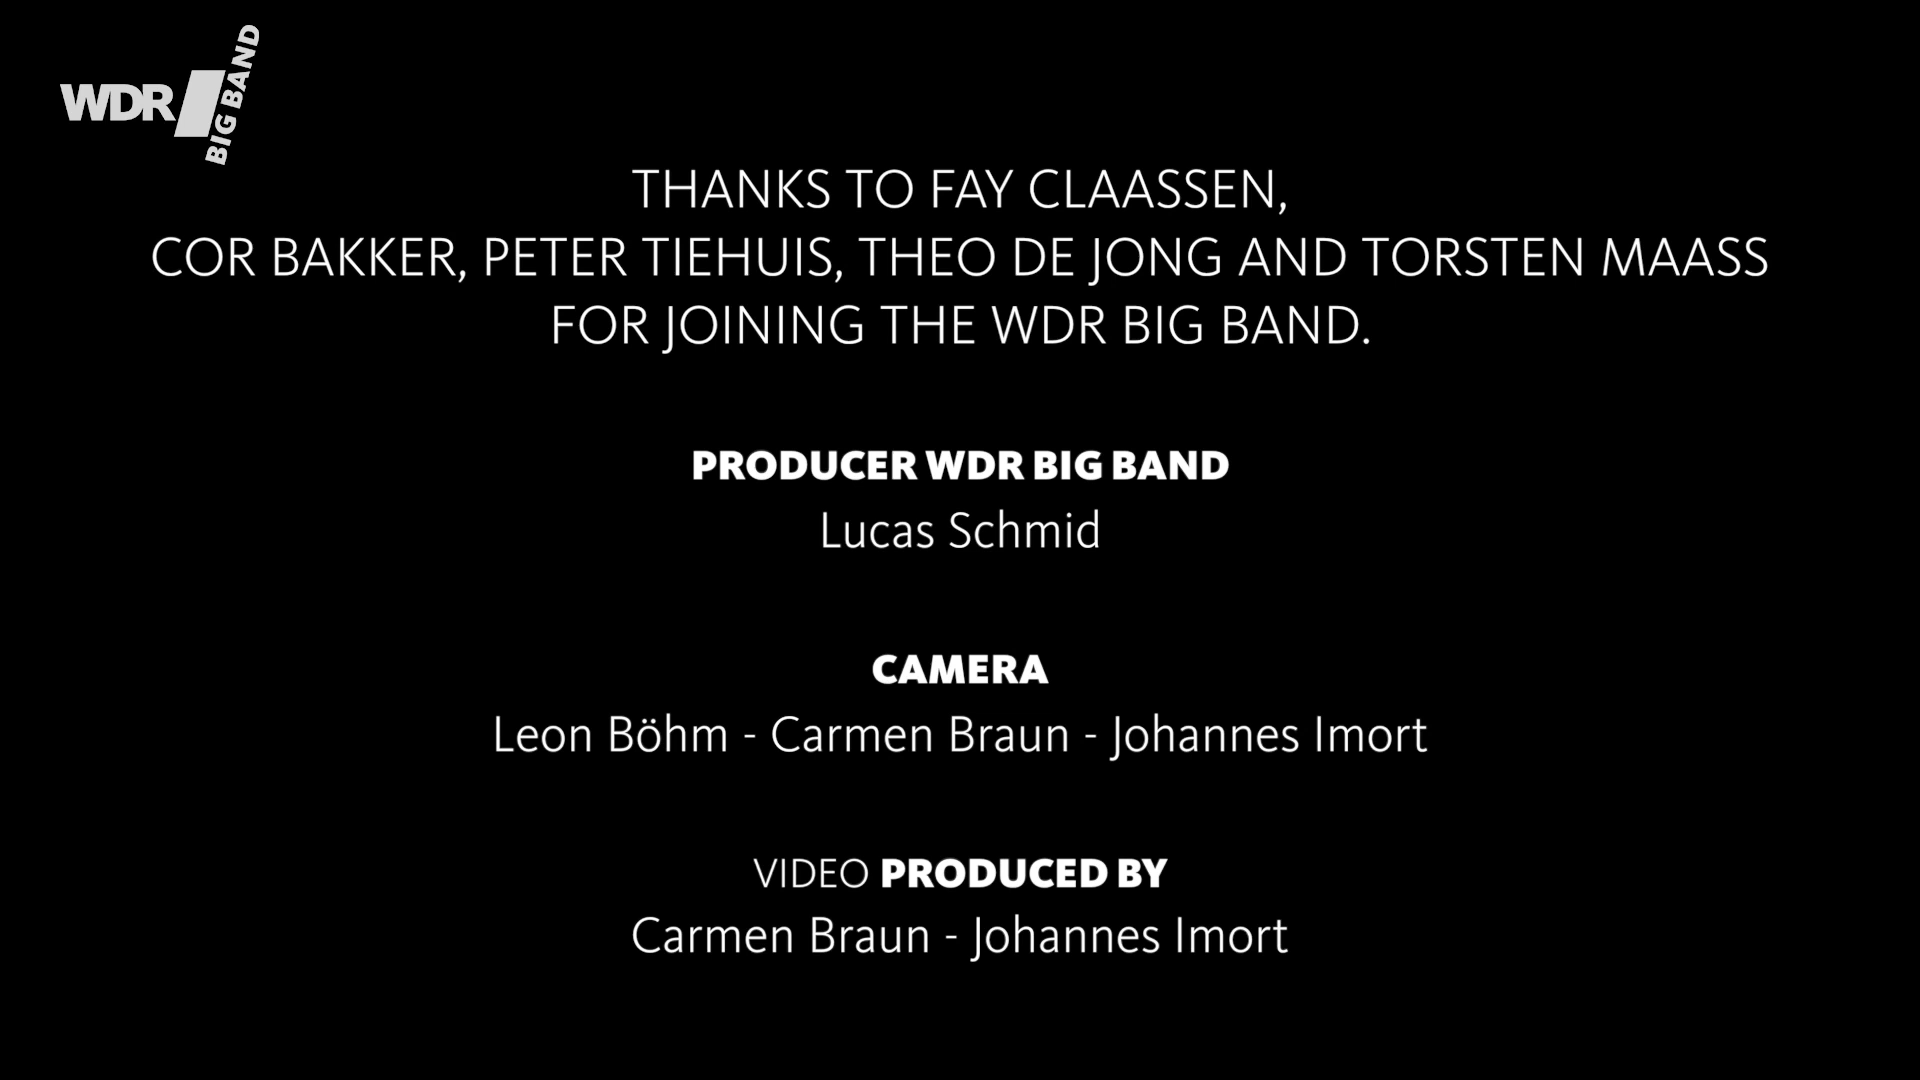 WDR BIG BAND
THANKS TO FAY CLAASSEN,
COR BAKKER, PETER TIEHUIS, THEO DE JONG AND TORSTEN MAASS
FOR JOINING THE WDR BIG BAND.
PRODUCER WDR BIG BAND
Lucas Schmid
CAMERA
Leon Böhm - Carmen Braun - Johannes Imort
VIDEO PRODUCED BY
Carmen Braun - Johannes Imort